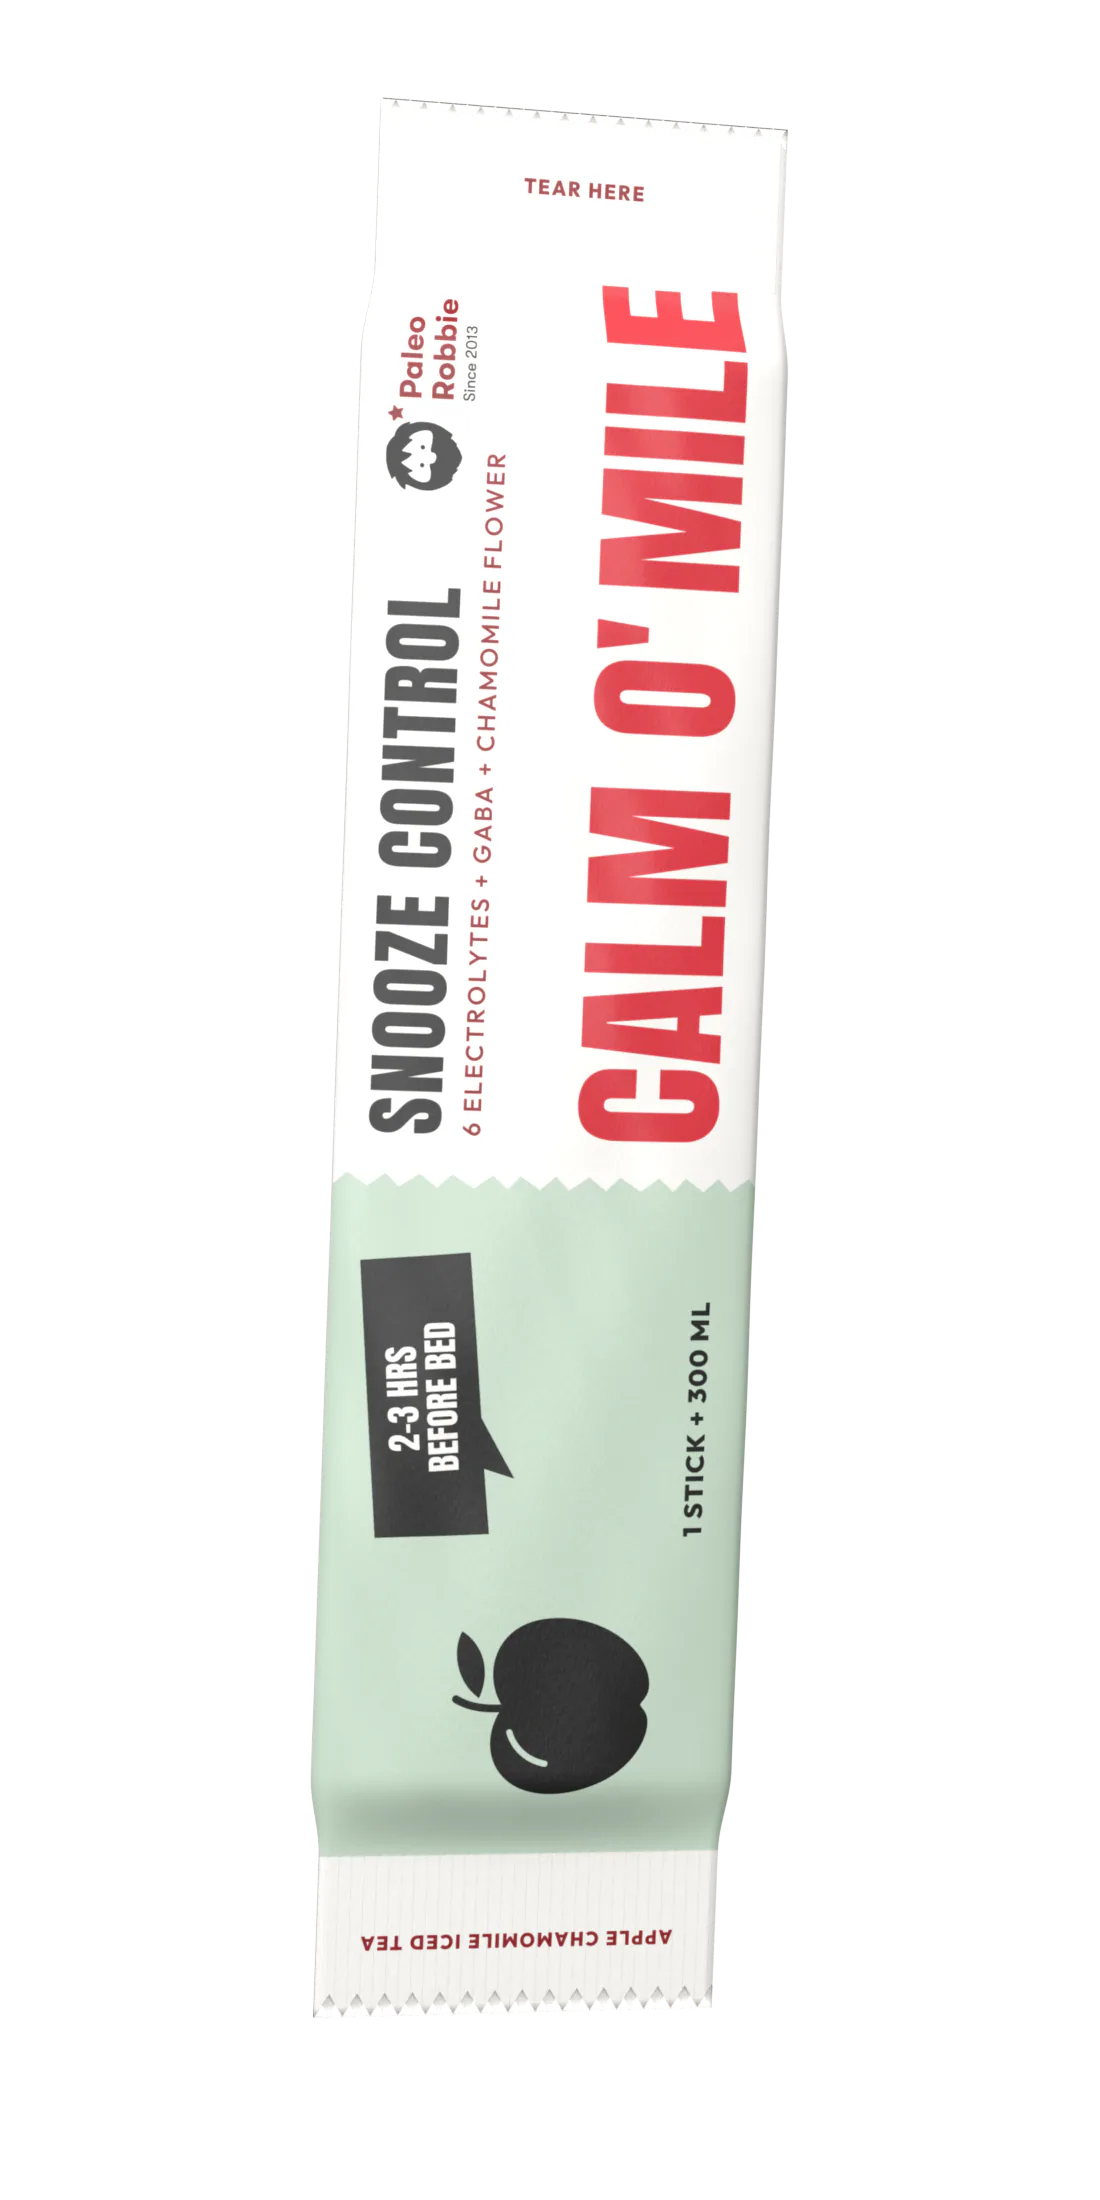 TEAR HERE
Paleo
Robbie
Since 2013
SNOOZE CONTROL
6 ELECTROLYTES + GABA + CHAMOMILE FLOWER
CALM O' MILE
2-3 HRS
BEFORE BED
1 STICK + 300 ML
APPLE CHAMOMILE ICED TEA